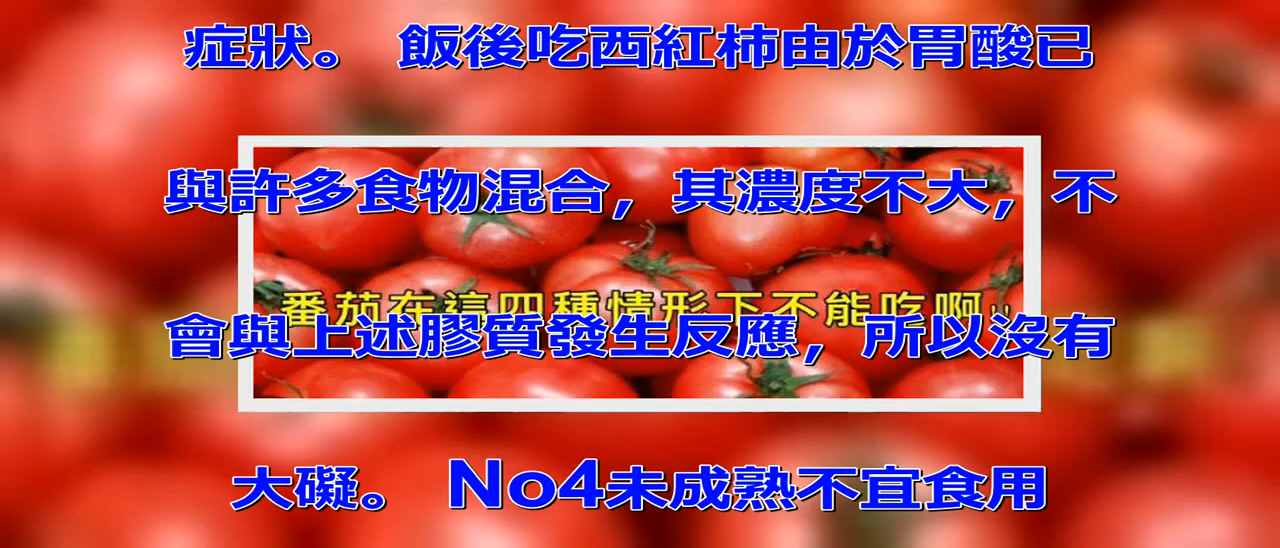 症狀。 飯後吃西紅柿由於胃酸已
與許多食物混合，其濃度不大，不
番茄在這四種情形下不能吃啊!!
會與上述膠質發生反應，所以沒有
大礙。 No4未成熟不宜食用